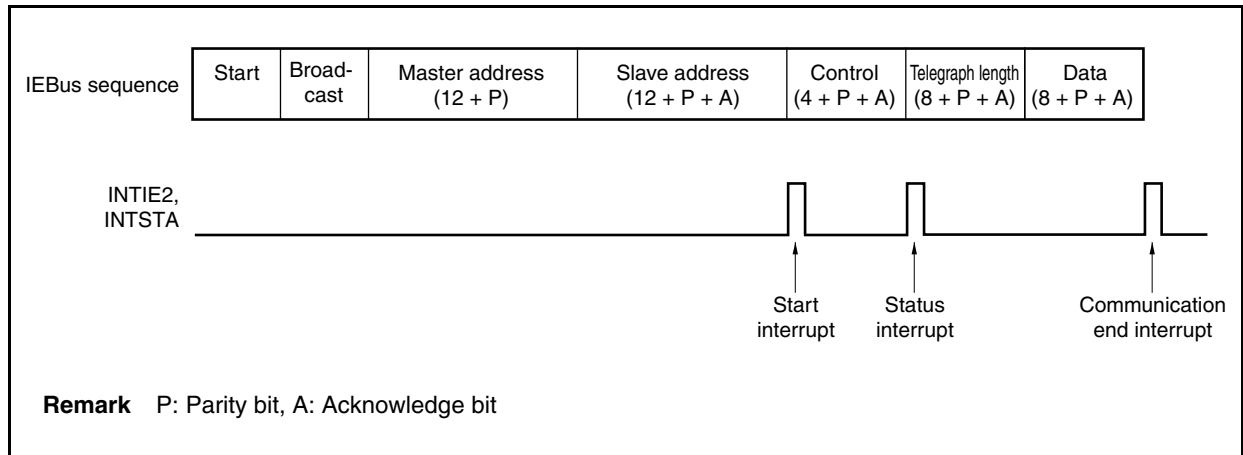 IEBus sequence
Start
Broad-
cast
Master address
(12 + P)
Slave address
(12 + P + A)
Control
(4 + P + A)
Telegraph length
(8 + P + A)
Data
(8 + P + A)
INTIE2,
INTSTA
Start
interrupt
Status
interrupt
Communication
end interrupt
Remark P: Parity bit, A: Acknowledge bit